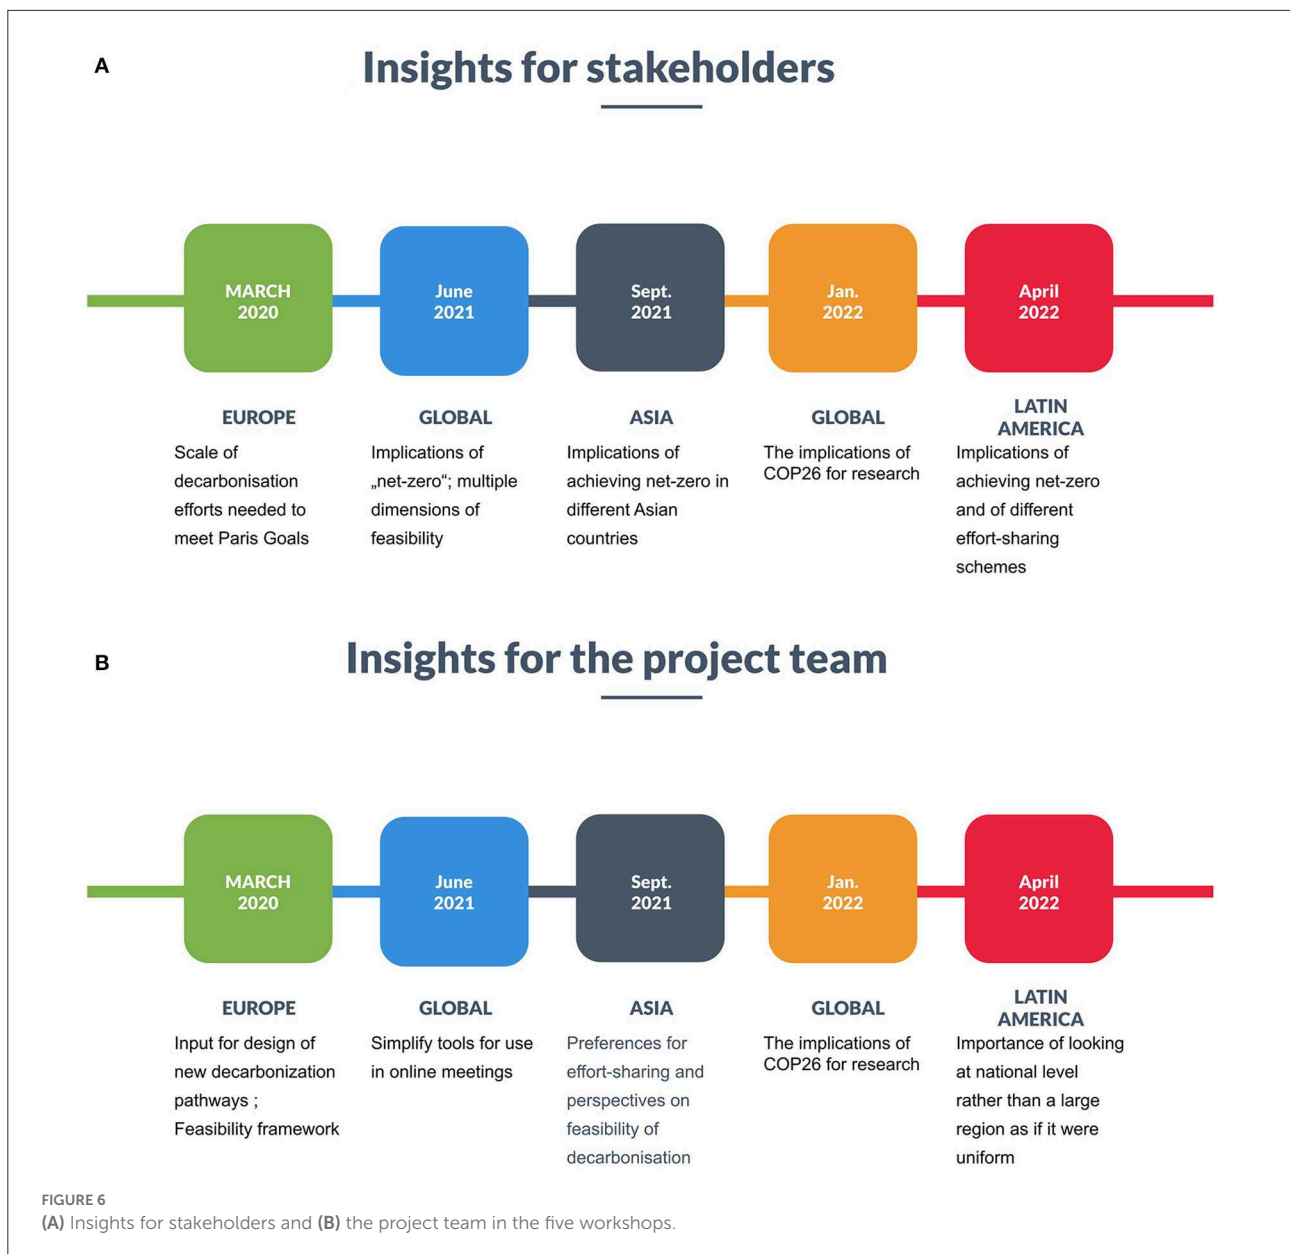 A
Insights for stakeholders
MARCH
2020
June
2021
Sept.
2021
Jan.
2022
April
2022
EUROPE
Scale of
decarbonisation
efforts needed to
meet Paris Goals
GLOBAL
Implications of
„net-zero“; multiple
dimensions of
feasibility
ASIA
Implications of
achieving net-zero in
different Asian
countries
GLOBAL
The implications of
COP26 for research
LATIN
AMERICA
Implications of
achieving net-zero
and of different
effort-sharing
schemes
B
Insights for the project team
MARCH
2020
June
2021
Sept.
2021
Jan.
2022
April
2022
EUROPE
Input for design of
new decarbonization
pathways ;
Feasibility framework
GLOBAL
Simplify tools for use
in online meetings
ASIA
Preferences for
effort-sharing and
perspectives on
feasibility of
decarbonisation
GLOBAL
The implications of
COP26 for research
LATIN
AMERICA
Importance of looking
at national level
rather than a large
region as if it were
uniform
FIGURE 6
(A) Insights for stakeholders and (B) the project team in the five workshops.